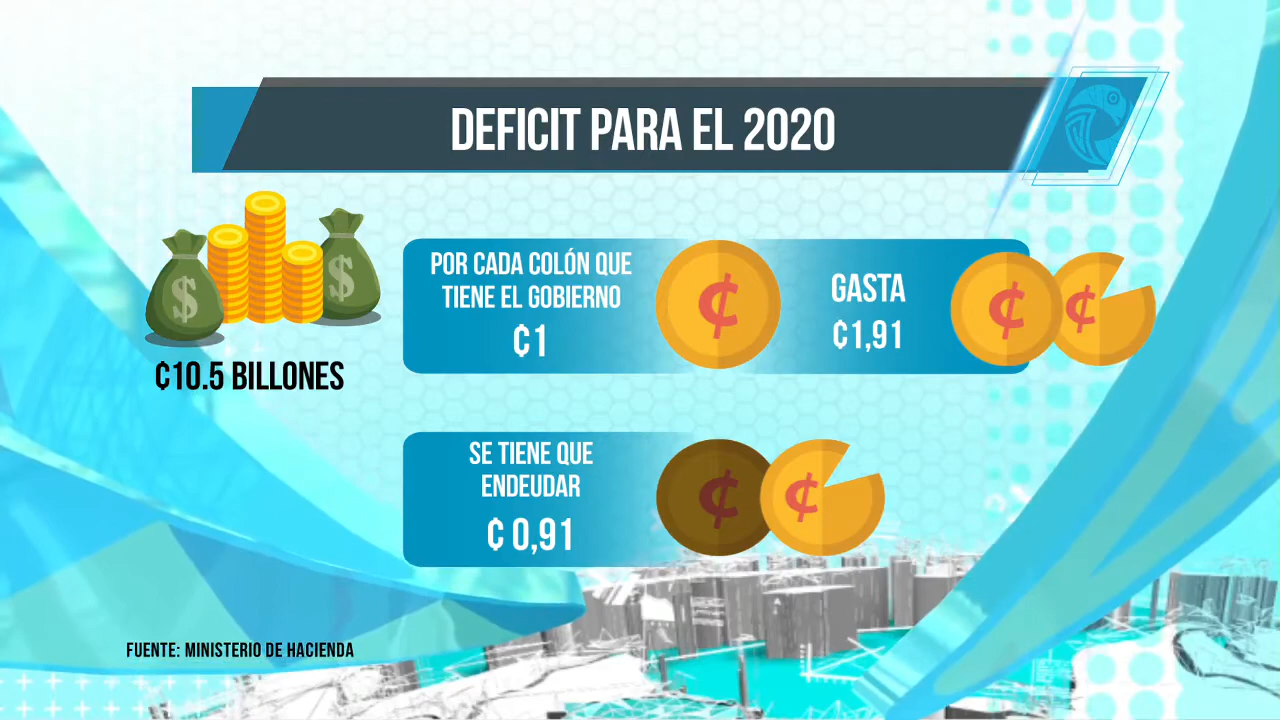 DEFICIT PARA EL 2020
₵10.5 BILLONES
POR CADA COLÓN QUE
TIENE EL GOBIERNO
₵1
₵
GASTA
₵1,91
₵
₵
SE TIENE QUE
ENDEUDAR
₵ 0,91
₵
₵
$
$
FUENTE: MINISTERIO DE HACIENDA